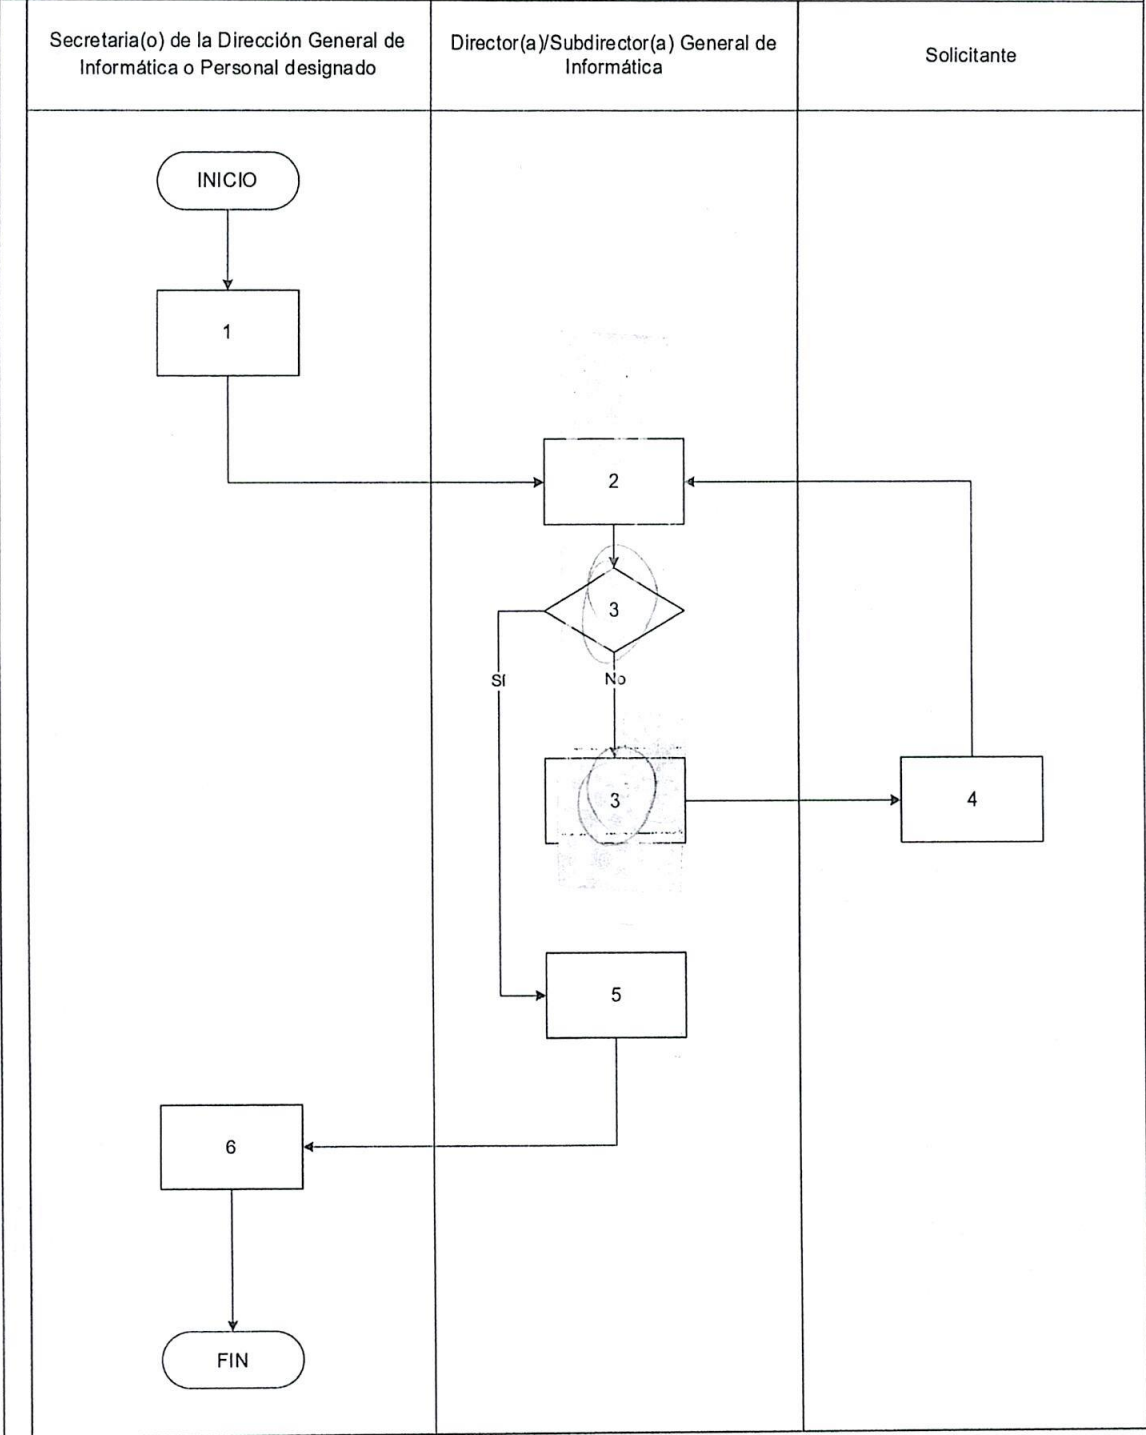 Secretaria(o) de la Dirección General de
Informática o Personal designado
Director(a)/Subdirector(a) General de
Informática
Solicitante
INICIO
1
2
3
Sí
No
3
4
5
6
FIN